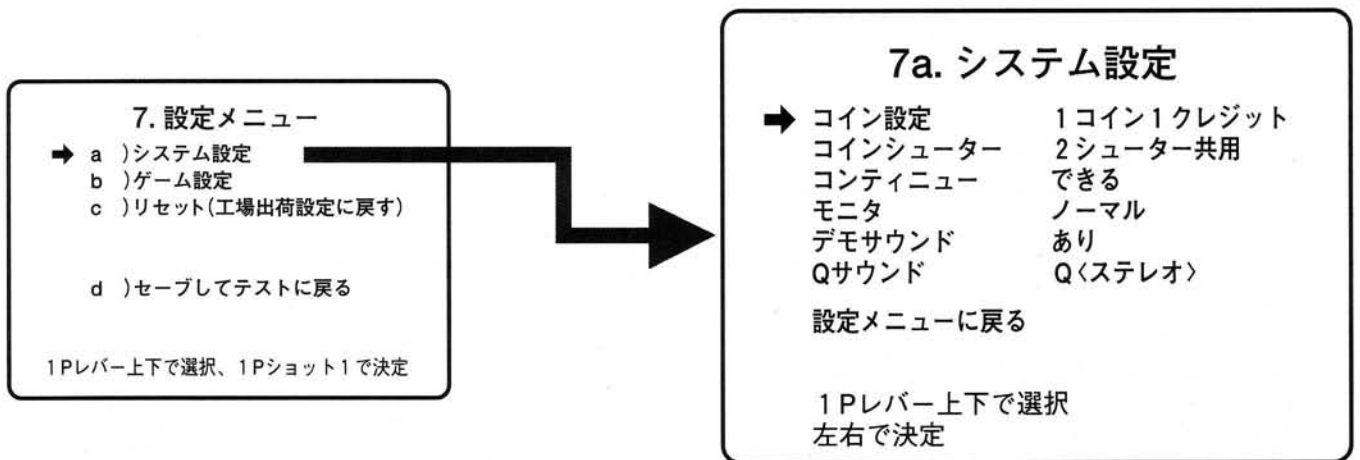 7. 設定メニュー
➡ a )システム設定
b )ゲーム設定
c )リセット(工場出荷設定に戻す)
d )セーブしてテストに戻る
1Pレバー上下で選択、1Pショット1で決定
7a. システム設定
➡ コイン設定 1コイン1クレジット
コインシューター 2シューター共用
コンティニュー できる
モニタ ノーマル
デモサウンド あり
Qサウンド Q〈ステレオ〉
設定メニューに戻る
1Pレバー上下で選択
左右で決定